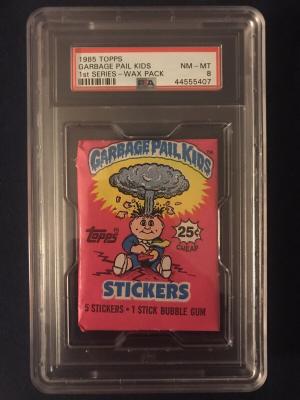 1985 TOPPS
GARBAGE PAIL KIDS NM - MT
1st SERIES - WAX PACK PSA 8
44555407
GARBAGE PAIL KIDS
topps
25¢
CHEAP
STICKERS
5 STICKERS • 1 STICK BUBBLE GUM